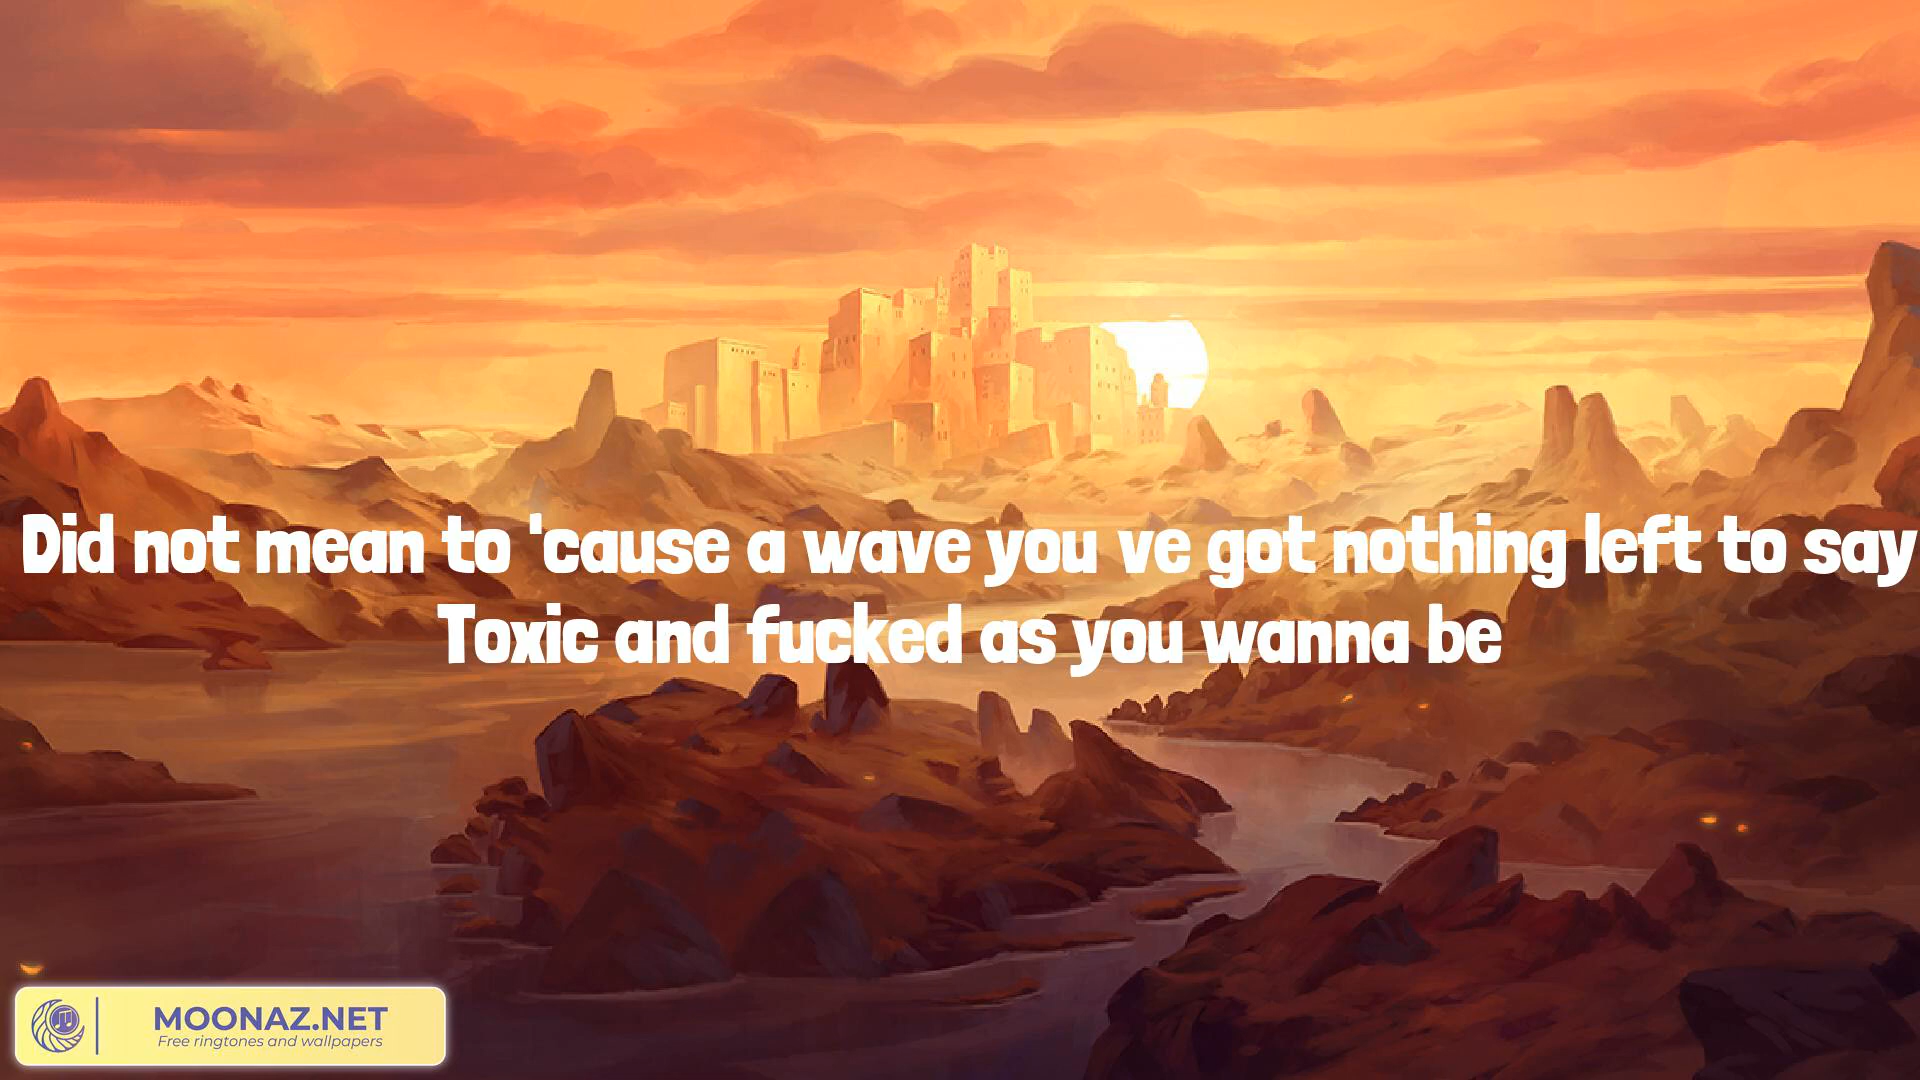 Did not mean to 'cause a wave you ve got nothing left to say
Toxic and fucked as you wanna be
MOONAZ.NET
Free ringtones and wallpapers